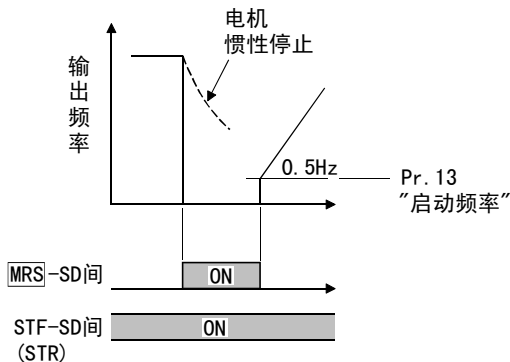 电机
惯性停止
输出频率
0.5Hz
Pr.13
"启动频率"
MRS-SD间
ON
STF-SD间
ON
(STR)